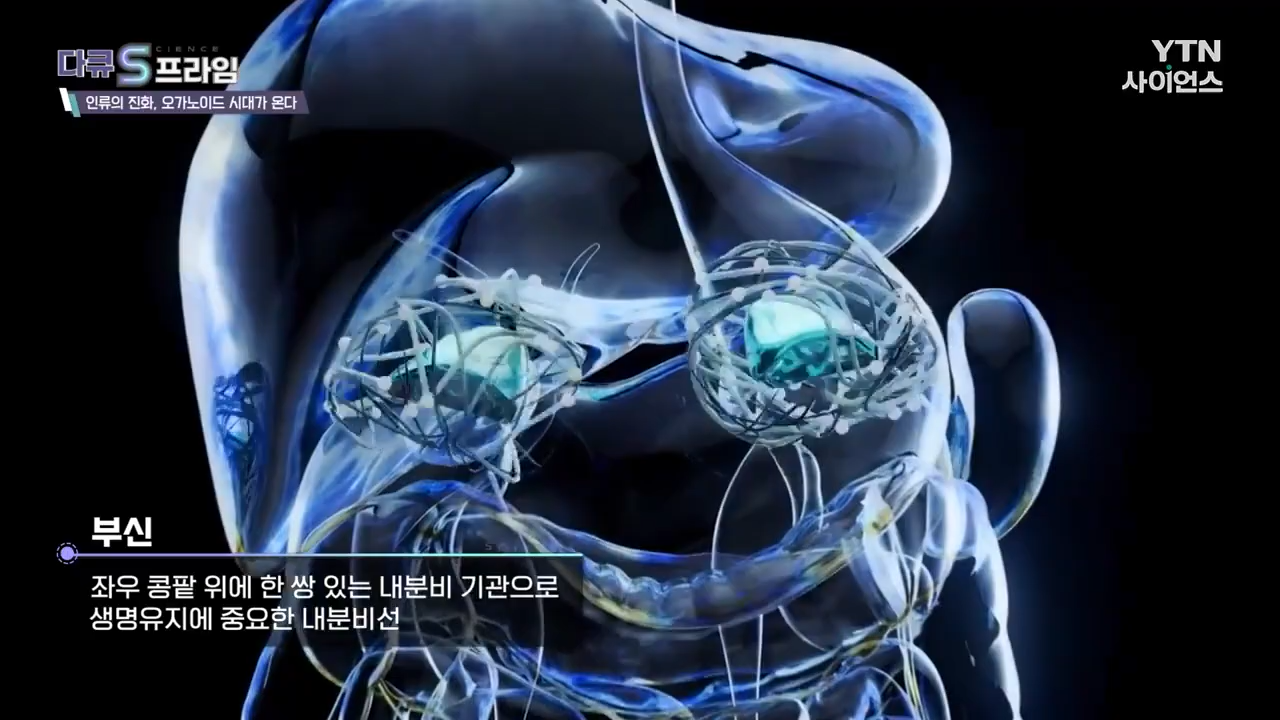 다큐 S 프라임
CIENCE
인류의 진화, 오가노이드 시대가 온다
YTN
사이언스
부신
좌우 콩팥 위에 한 쌍 있는 내분비 기관으로
생명유지에 중요한 내분비선